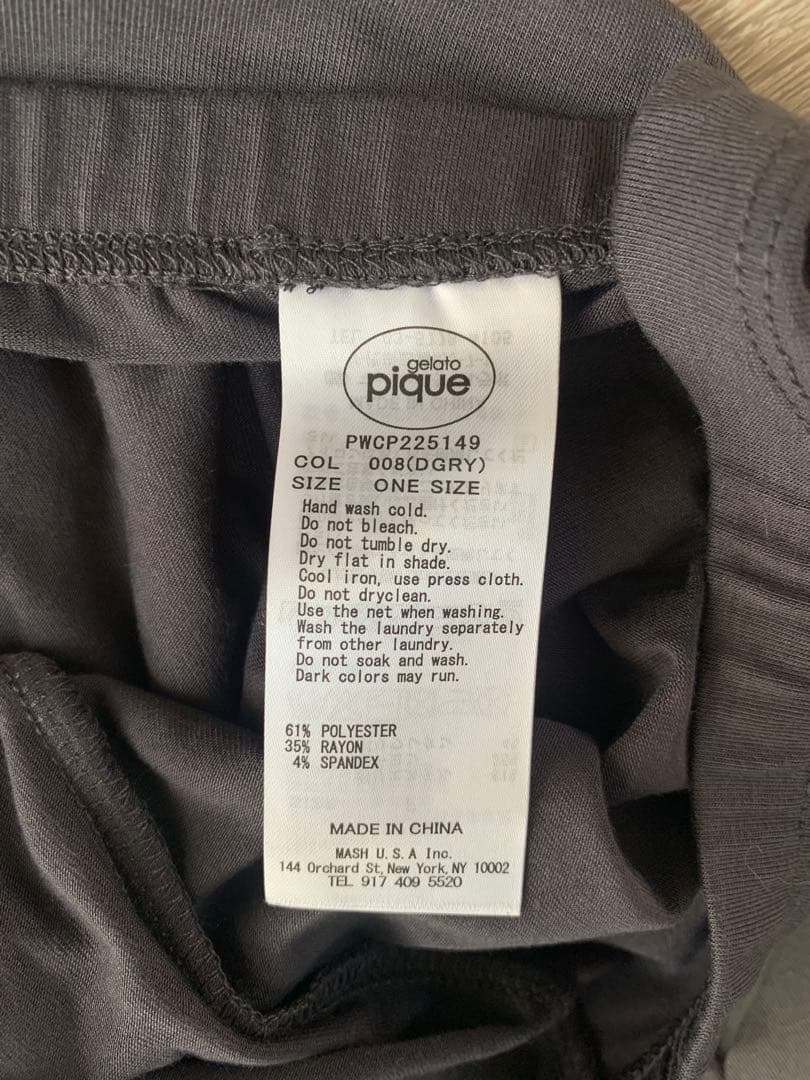 gelato
pique
PWCP225149
COL 008(DGRY)
SIZE ONE SIZE
Hand wash cold.
Do not bleach.
Do not tumble dry.
Dry flat in shade.
Cool iron, use press cloth.
Do not dryclean.
Use the net when washing.
Wash the laundry separately
from other laundry.
Do not soak and wash.
Dark colors may run.
61% POLYESTER
35% RAYON
4% SPANDEX
MADE IN CHINA
MASH U.S.A Inc.
144 Orchard St, New York, NY 10002
TEL 917 409 5520